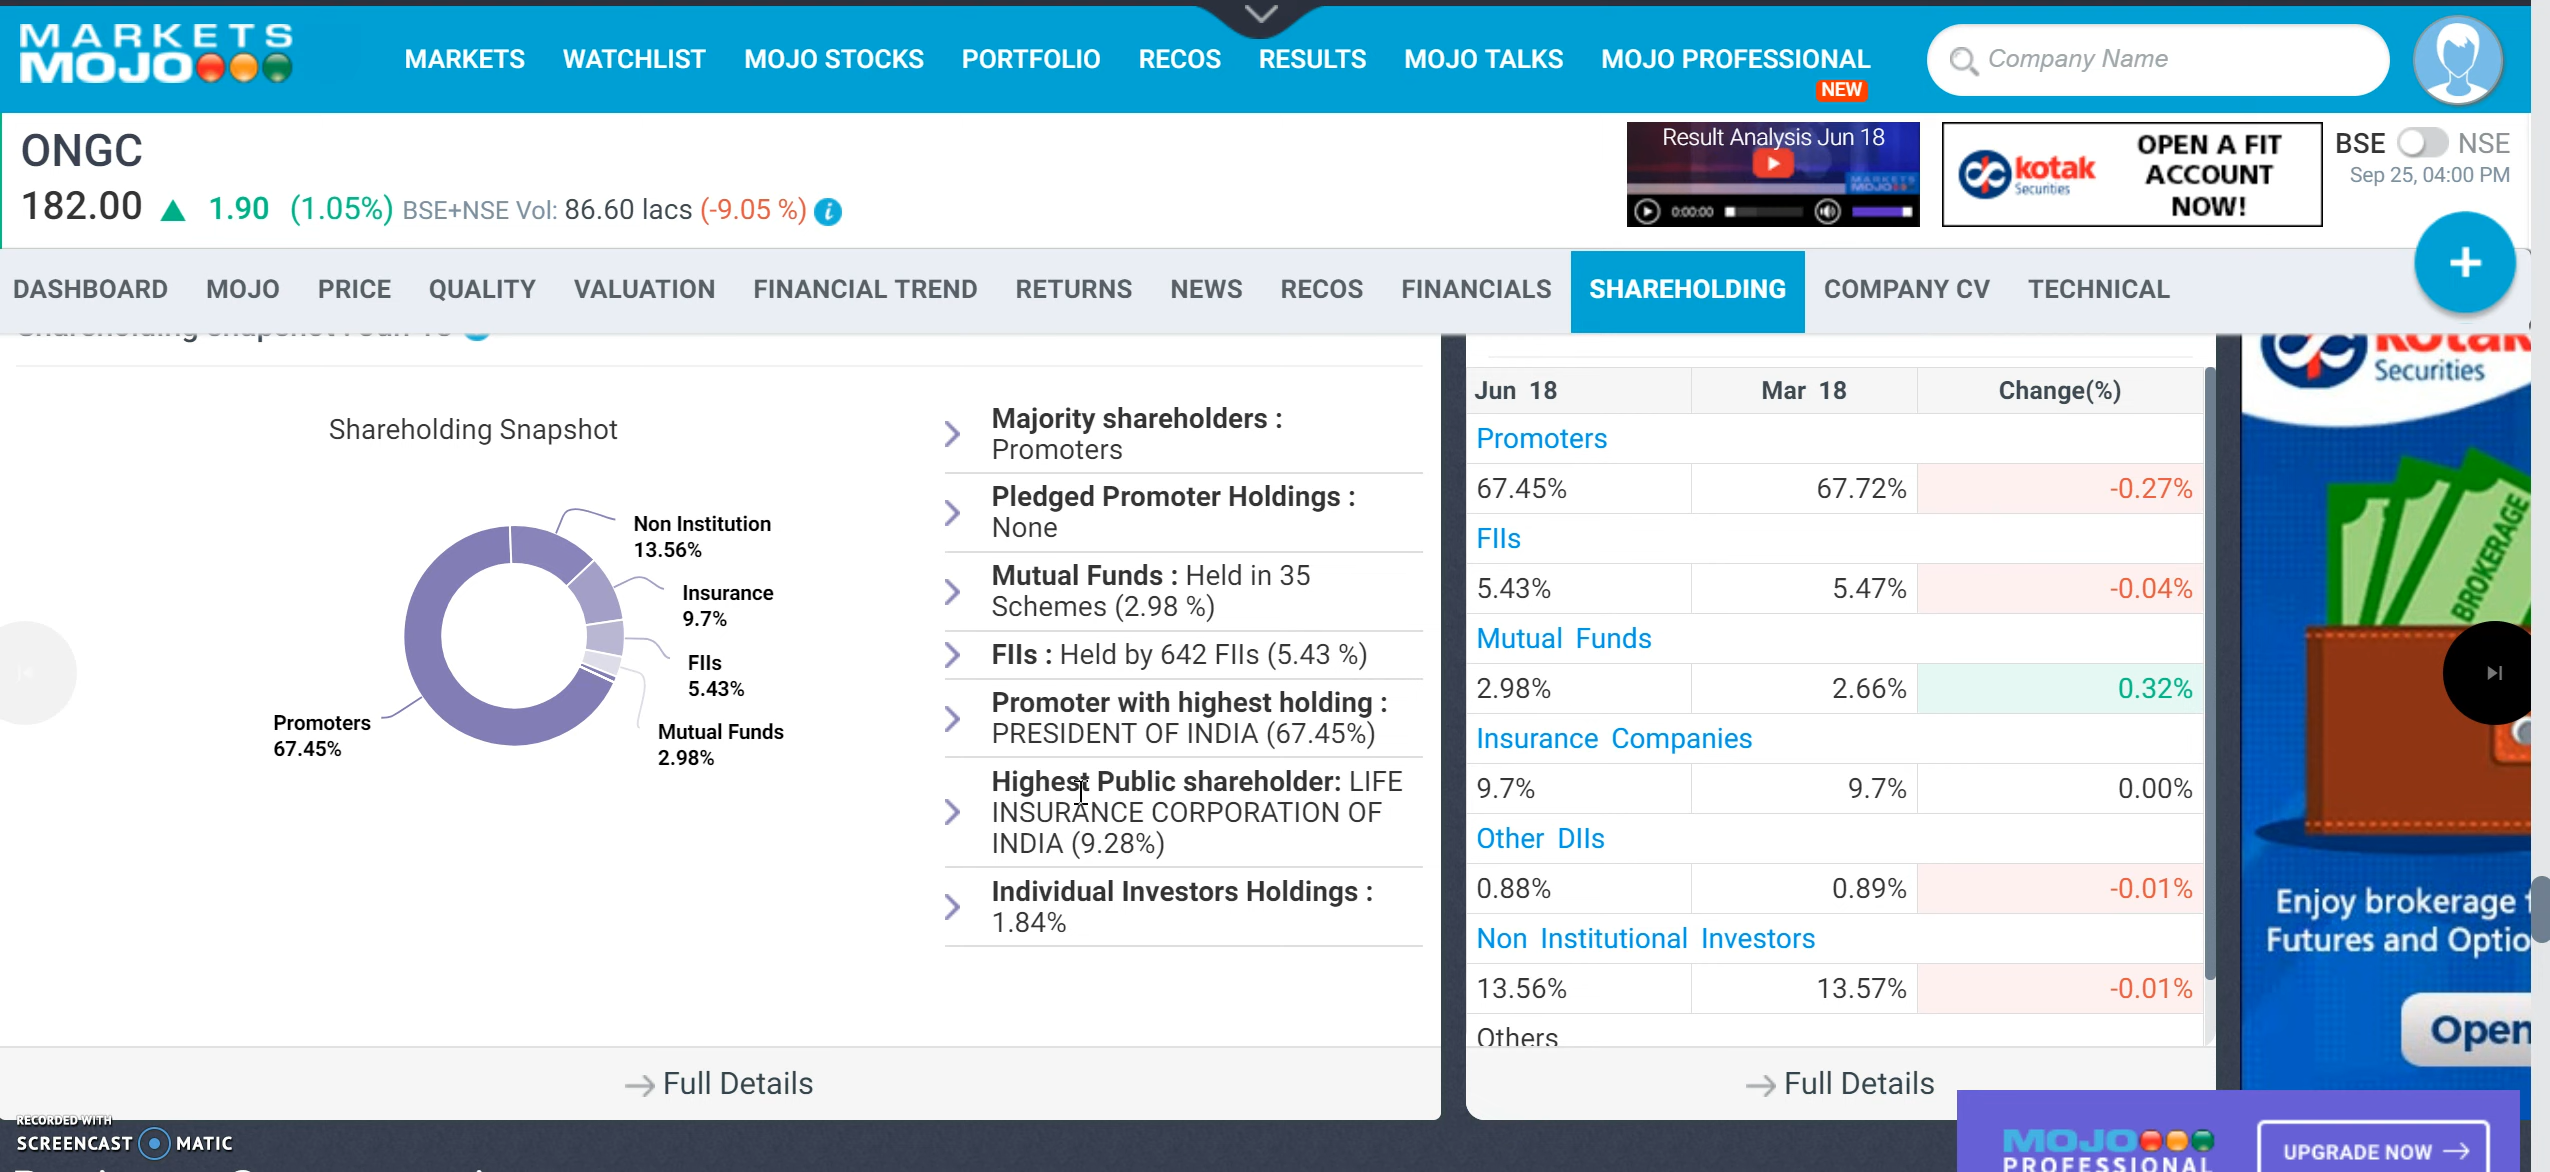 MARKETS
MOJO
MARKETS WATCHLIST MOJO STOCKS PORTFOLIO RECOS RESULTS MOJO TALKS MOJO PROFESSIONAL
NEW
Company Name
ONGC
182.00 ▲ 1.90 (1.05%) BSE+NSE Vol: 86.60 lacs (-9.05 %) i
Result Analysis Jun 18
MARKETS
MOJO
0:00:00
kotak
Securities
OPEN A FIT
ACCOUNT
NOW!
BSE NSE
Sep 25, 04:00 PM
+
DASHBOARD MOJO PRICE QUALITY VALUATION FINANCIAL TREND RETURNS NEWS RECOS FINANCIALS SHAREHOLDING COMPANY CV TECHNICAL
Shareholding Snapshot
Non Institution
13.56%
Insurance
9.7%
FIIs
5.43%
Mutual Funds
2.98%
Promoters
67.45%
Majority shareholders :
Promoters
Pledged Promoter Holdings :
None
Mutual Funds : Held in 35
Schemes (2.98 %)
FIIs : Held by 642 FIIs (5.43 %)
Promoter with highest holding :
PRESIDENT OF INDIA (67.45%)
Highest Public shareholder: LIFE
INSURANCE CORPORATION OF
INDIA (9.28%)
Individual Investors Holdings :
1.84%
→ Full Details
Jun 18 Mar 18 Change(%)
Promoters
67.45% 67.72% -0.27%
FIIs
5.43% 5.47% -0.04%
Mutual Funds
2.98% 2.66% 0.32%
Insurance Companies
9.7% 9.7% 0.00%
Other DIIs
0.88% 0.89% -0.01%
Non Institutional Investors
13.56% 13.57% -0.01%
Others
→ Full Details
kotak
Securities
BROKERAGE
Enjoy brokerage
Futures and Optio
Open
MOJO
PROFESSIONAL
UPGRADE NOW →
RECORDED WITH
SCREENCAST MATIC